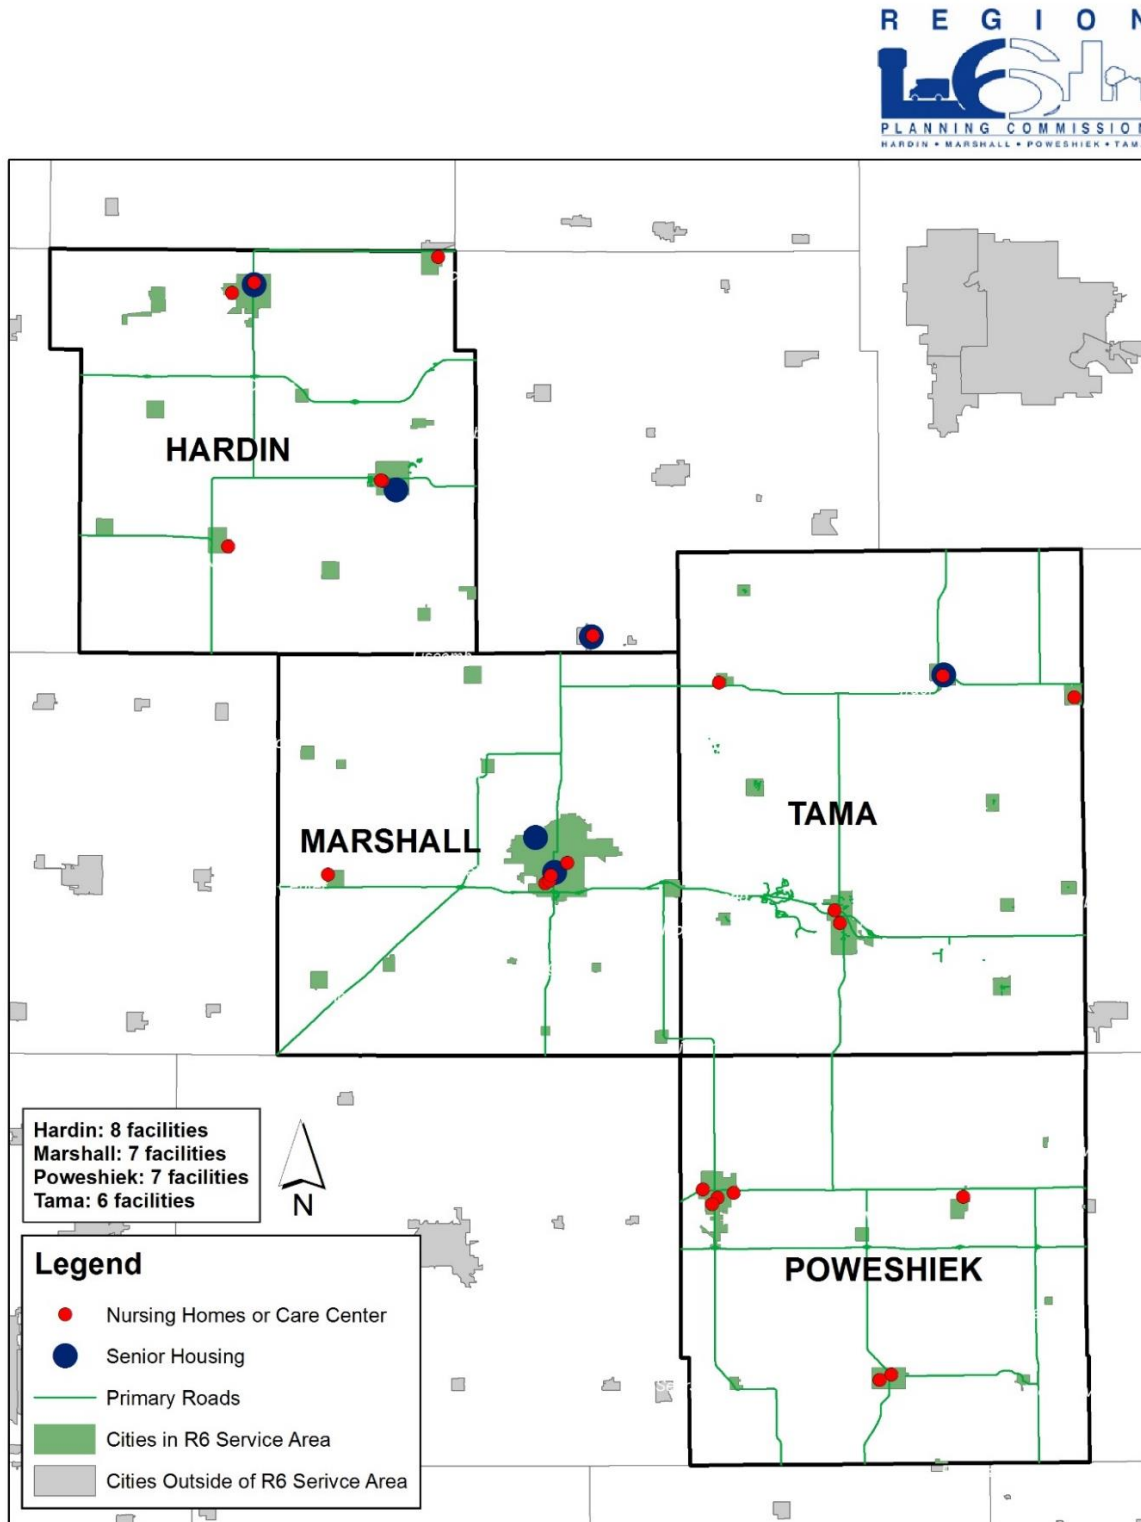 REGION
L6
PLANNING COMMISSION
HARDIN • MARSHALL • POWESHIEK • TAMA
HARDIN
MARSHALL
TAMA
POWESHIEK
Hardin: 8 facilities
Marshall: 7 facilities
Poweshiek: 7 facilities
Tama: 6 facilities
N
Legend
Nursing Homes or Care Center
Senior Housing
Primary Roads
Cities in R6 Service Area
Cities Outside of R6 Serivce Area